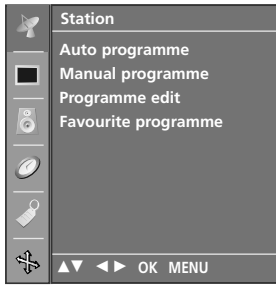 Station
Auto programme
Manual programme
Programme edit
Favourite programme
▲▼ ◄► OK MENU